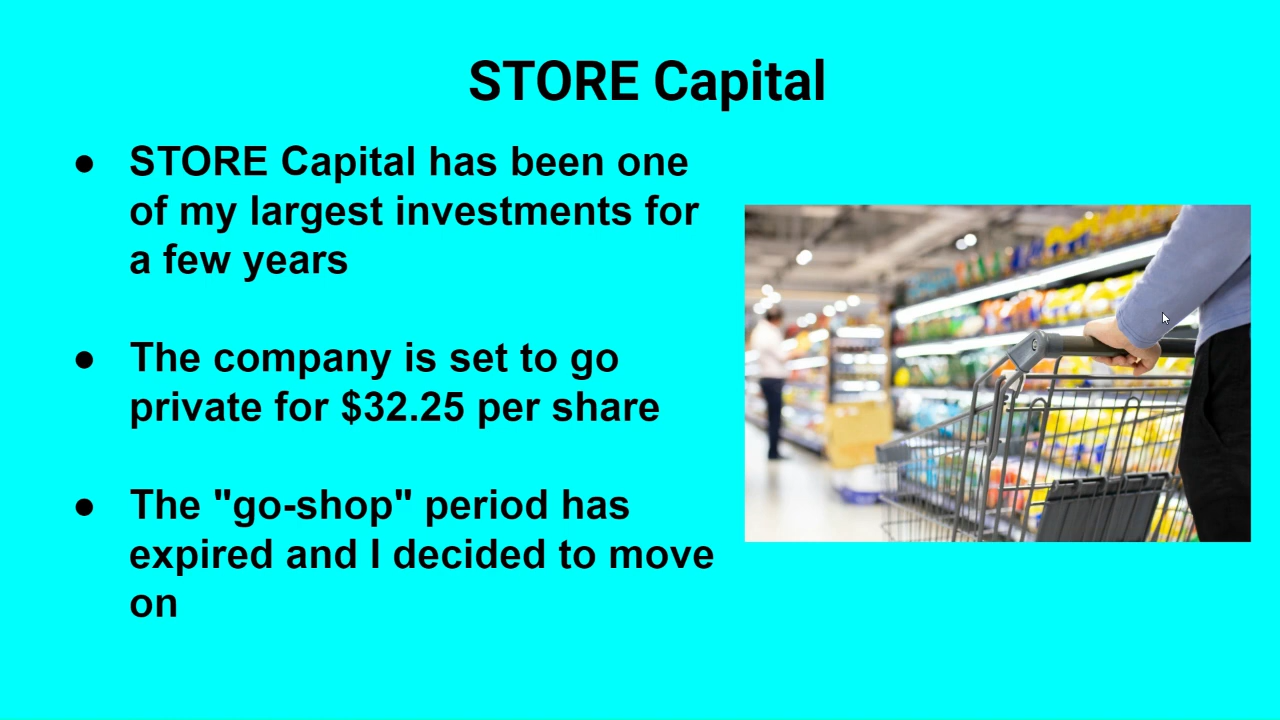 STORE Capital
● STORE Capital has been one
of my largest investments for
a few years
● The company is set to go
private for $32.25 per share
● The "go-shop" period has
expired and I decided to move
on